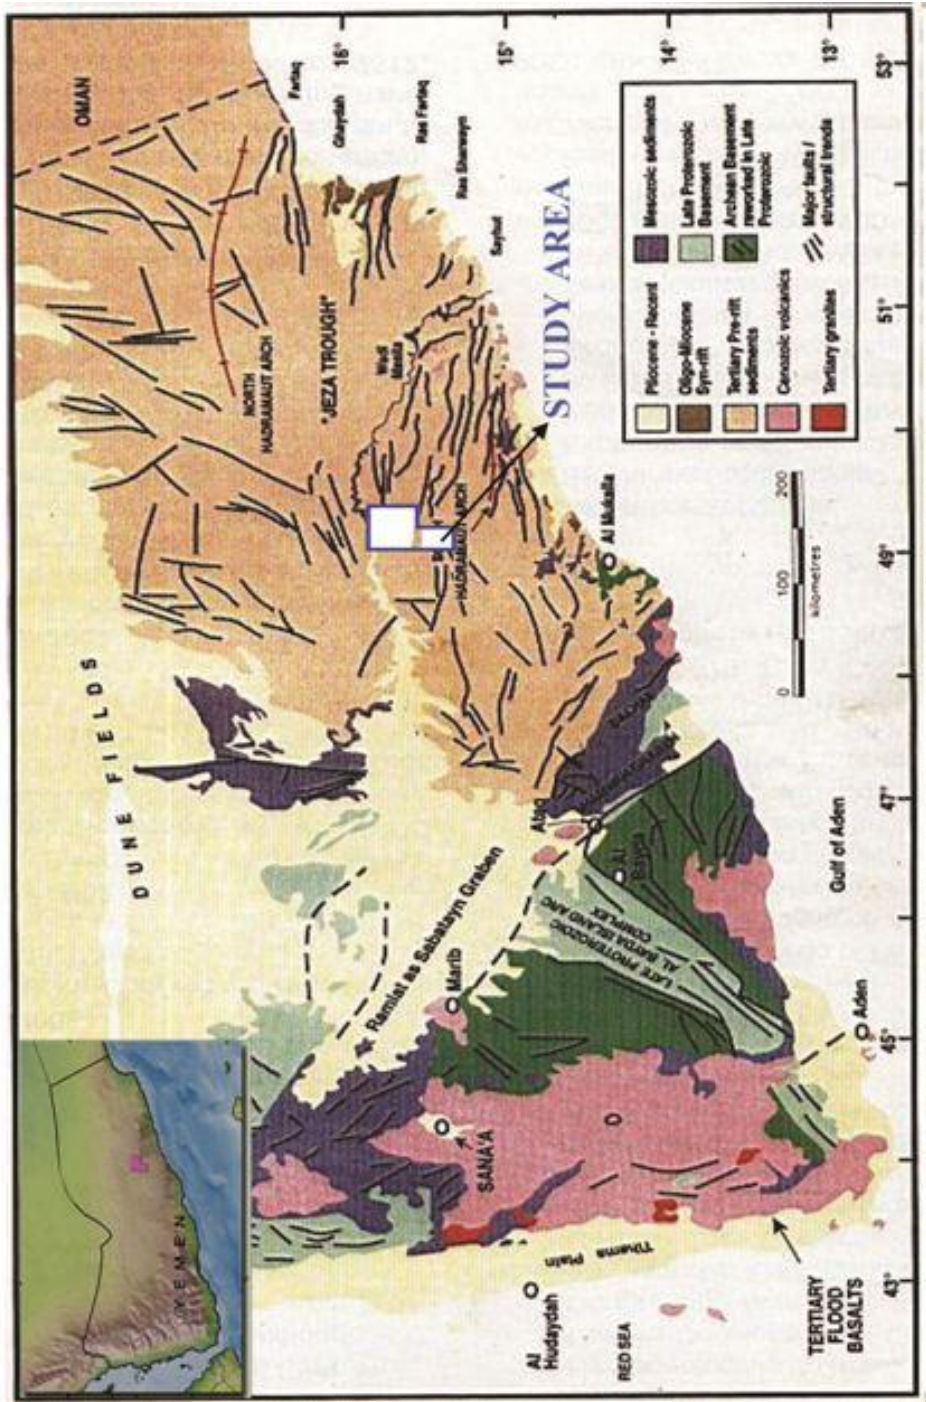 OMAN
Fartaq
Ghaydah
Ras Fartaq
Ras Sharwayn
Sayhut
16°
15°
14°
13°
53°
51°
49°
47°
45°
43°
NORTH
HADRAMAUT ARCH
"JEZA TROUGH"
Wadi
Masila
HADRAMAUT ARCH
STUDY AREA
Al Mukalla
DUNE FIELDS
Ataq
Al
Bayda
Ramlat as Sabatayn Graben
Marib
LATE PROTEROZOIC
AL BAYDA ISLAND ARC
COMPLEX
Gulf of Aden
Aden
SANA'A
Tihama
Plain
Al
Hudaydah
RED SEA
TERTIARY
FLOOD
BASALTS
YEMEN
Pliocene - Recent
Oligo-Miocene
Syn-rift
Tertiary Pre-rift
sediments
Cenozoic volcanics
Tertiary granites
Mesozoic sediments
Late Proterozoic
Basement
Archean Basement
reworked in Late
Proterozoic
Major faults /
structural trends
0 100 200
kilometres